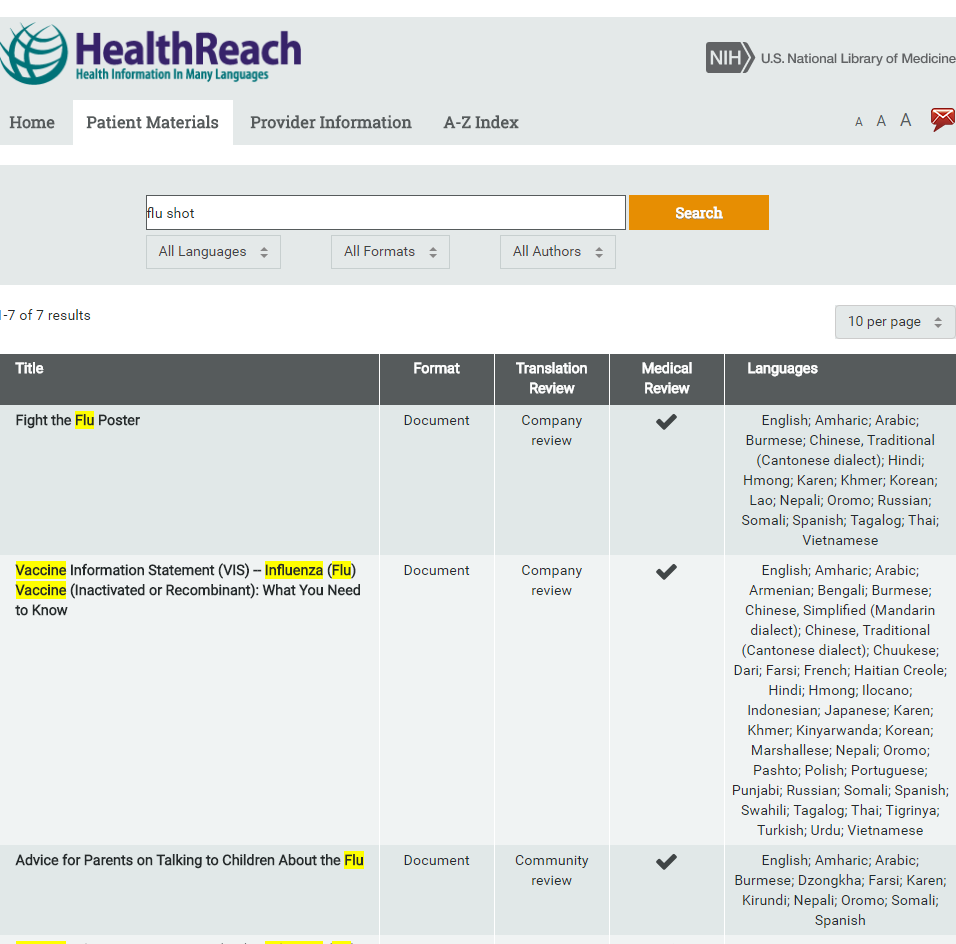 HealthReach
Health Information In Many Languages
NIH U.S. National Library of Medicine
Home Patient Materials Provider Information A-Z Index
A A A
flu shot
Search
All Languages All Formats All Authors
1-7 of 7 results
10 per page
Title Format Translation Review Medical Review Languages
Fight the Flu Poster
Document
Company
review
English; Amharic; Arabic;
Burmese; Chinese, Traditional
(Cantonese dialect); Hindi;
Hmong; Karen; Khmer; Korean;
Lao; Nepali; Oromo; Russian;
Somali; Spanish; Tagalog; Thai;
Vietnamese
Vaccine Information Statement (VIS) -- Influenza (Flu)
Vaccine (Inactivated or Recombinant): What You Need
to Know
Document
Company
review
English; Amharic; Arabic;
Armenian; Bengali; Burmese;
Chinese, Simplified (Mandarin
dialect); Chinese, Traditional
(Cantonese dialect); Chuukese;
Dari; Farsi; French; Haitian Creole;
Hindi; Hmong; Ilocano;
Indonesian; Japanese; Karen;
Khmer; Kinyarwanda; Korean;
Marshallese; Nepali; Oromo;
Pashto; Polish; Portuguese;
Punjabi; Russian; Somali; Spanish;
Swahili; Tagalog; Thai; Tigrinya;
Turkish; Urdu; Vietnamese
Advice for Parents on Talking to Children About the Flu
Document
Community
review
English; Amharic; Arabic;
Burmese; Dzongkha; Farsi; Karen;
Kirundi; Nepali; Oromo; Somali;
Spanish